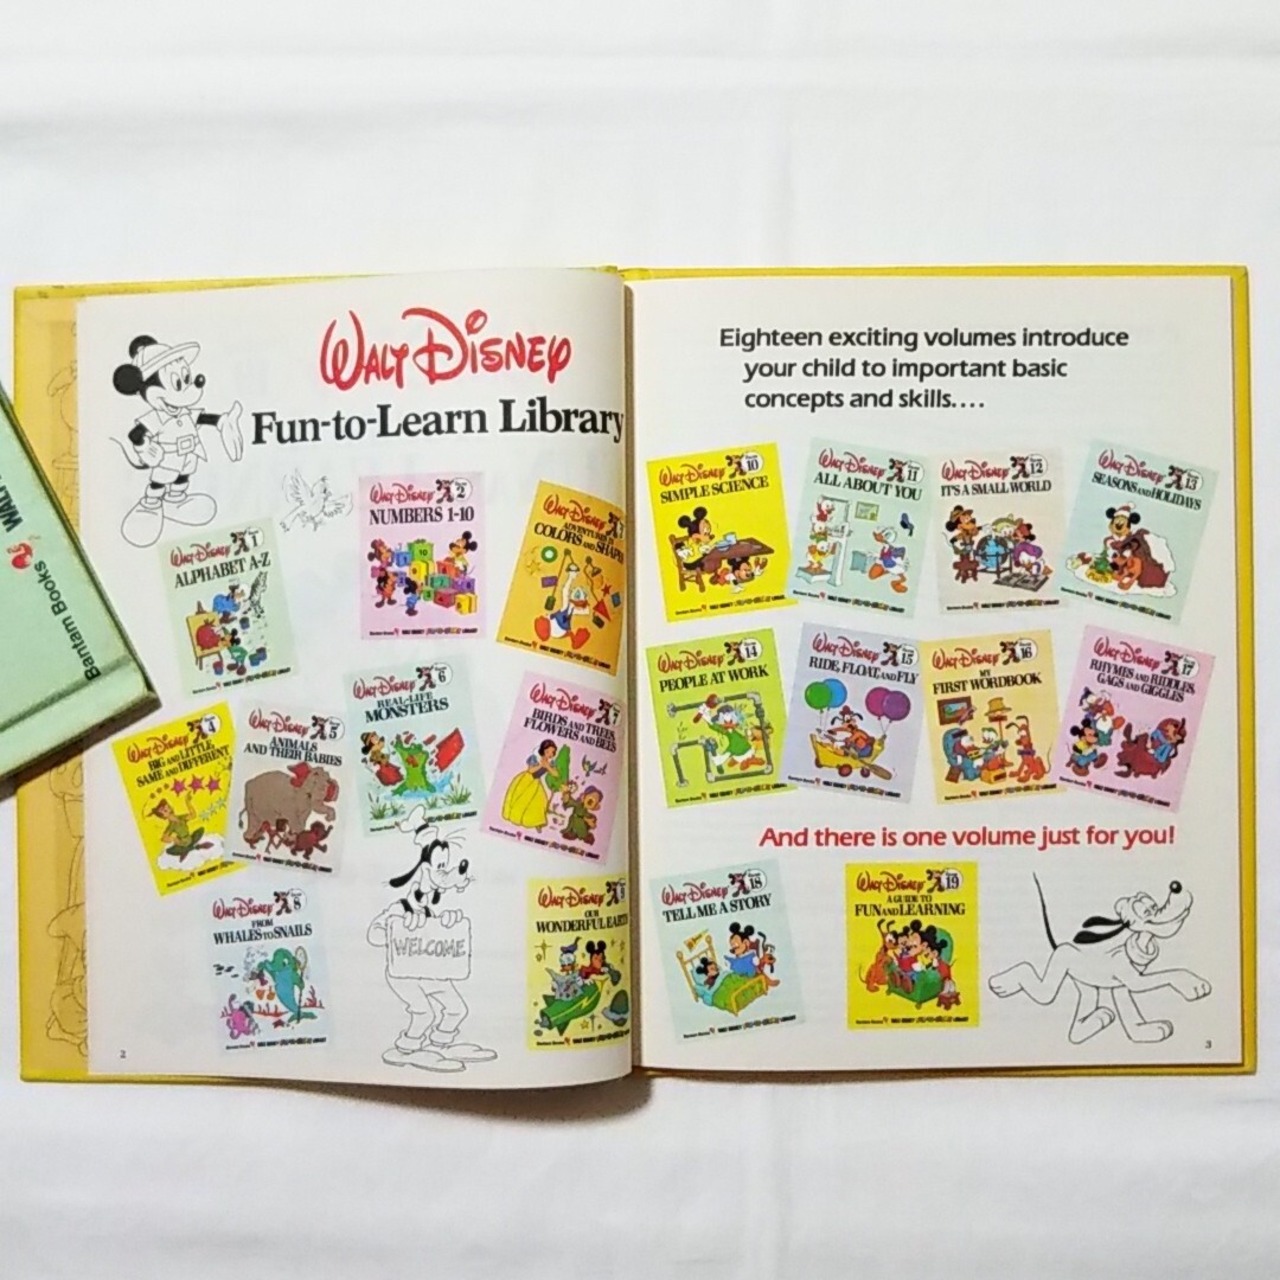 WALT
Bantam Books
WALT DISNEY
Fun-to-Learn Library
WALT DISNEY 1
ALPHABET A-Z
WALT DISNEY 2
NUMBERS 1-10
WALT DISNEY 3
ADVENTURES IN
COLORS AND SHAPES
WALT DISNEY 4
BIG AND LITTLE,
SAME AND DIFFERENT
WALT DISNEY 5
ANIMALS
AND THEIR BABIES
WALT DISNEY 6
REAL-LIFE
MONSTERS
WALT DISNEY 7
BIRDS AND TREES,
FLOWERS AND BEES
WALT DISNEY 8
FROM
WHALES TO SNAILS
WELCOME
WALT DISNEY 9
OUR
WONDERFUL EARTH
2
Eighteen exciting volumes introduce
your child to important basic
concepts and skills....
WALT DISNEY 10
SIMPLE SCIENCE
WALT DISNEY 11
ALL ABOUT YOU
WALT DISNEY 12
IT'S A SMALL WORLD
WALT DISNEY 13
SEASONS AND HOLIDAYS
WALT DISNEY 14
PEOPLE AT WORK
WALT DISNEY 15
RIDE, FLOAT, AND FLY
WALT DISNEY 16
MY
FIRST WORDBOOK
WALT DISNEY 17
RHYMES AND RIDDLES,
GAGS AND GIGGLES
And there is one volume just for you!
WALT DISNEY 18
TELL ME A STORY
WALT DISNEY 19
A GUIDE TO
FUN AND LEARNING
3